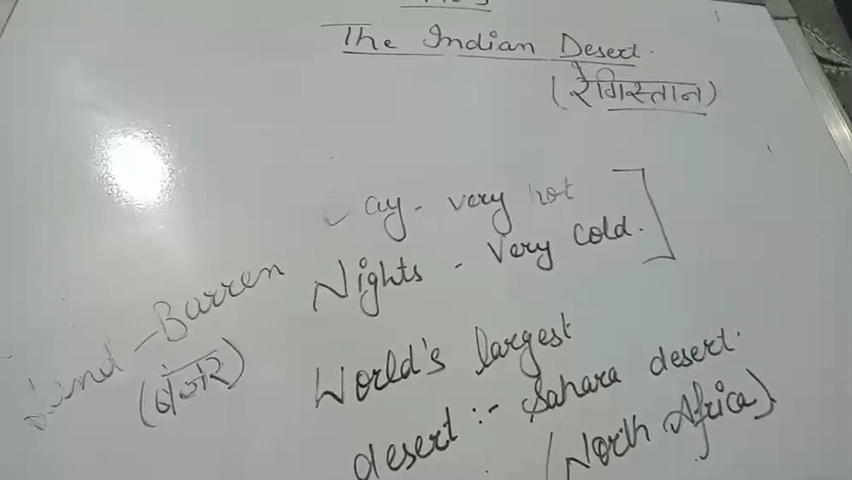 The Indian Desert.
(रेगिस्तान)
ay - very hot
Nights - Very cold.
- Barren
(बंजर)
World's largest
desert :- Sahara desert.
(North Africa)